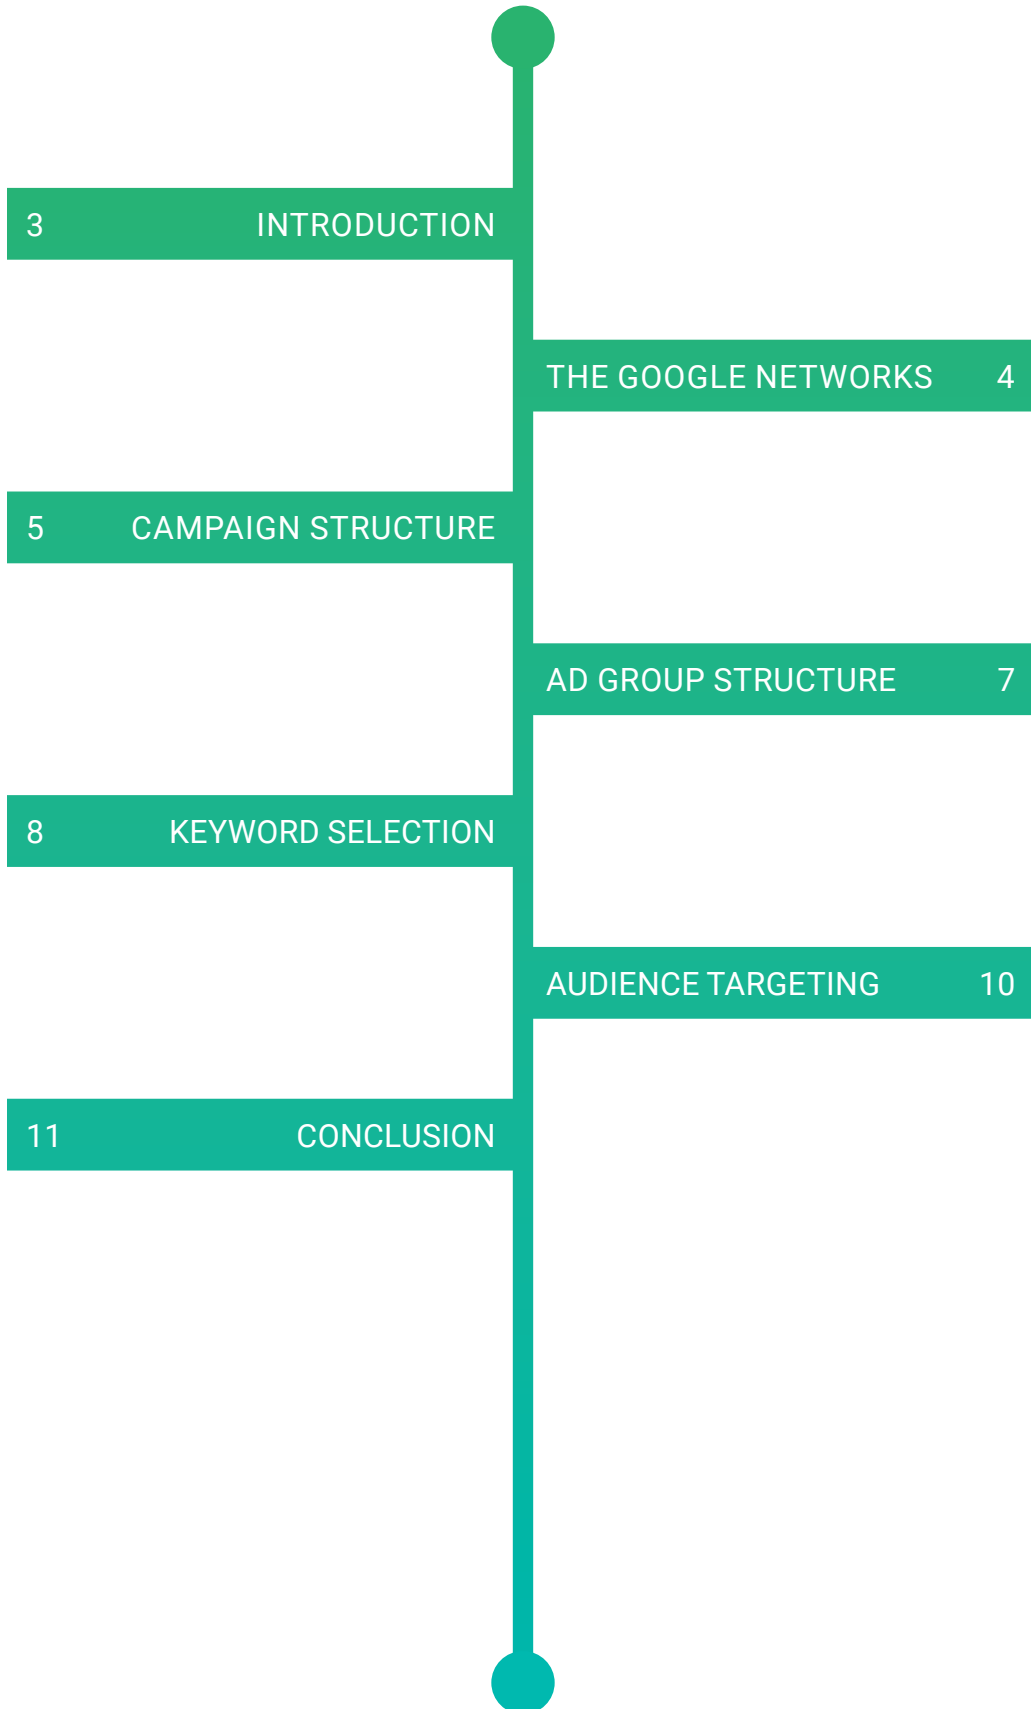 3 INTRODUCTION
THE GOOGLE NETWORKS 4
5 CAMPAIGN STRUCTURE
AD GROUP STRUCTURE 7
8 KEYWORD SELECTION
AUDIENCE TARGETING 10
11 CONCLUSION